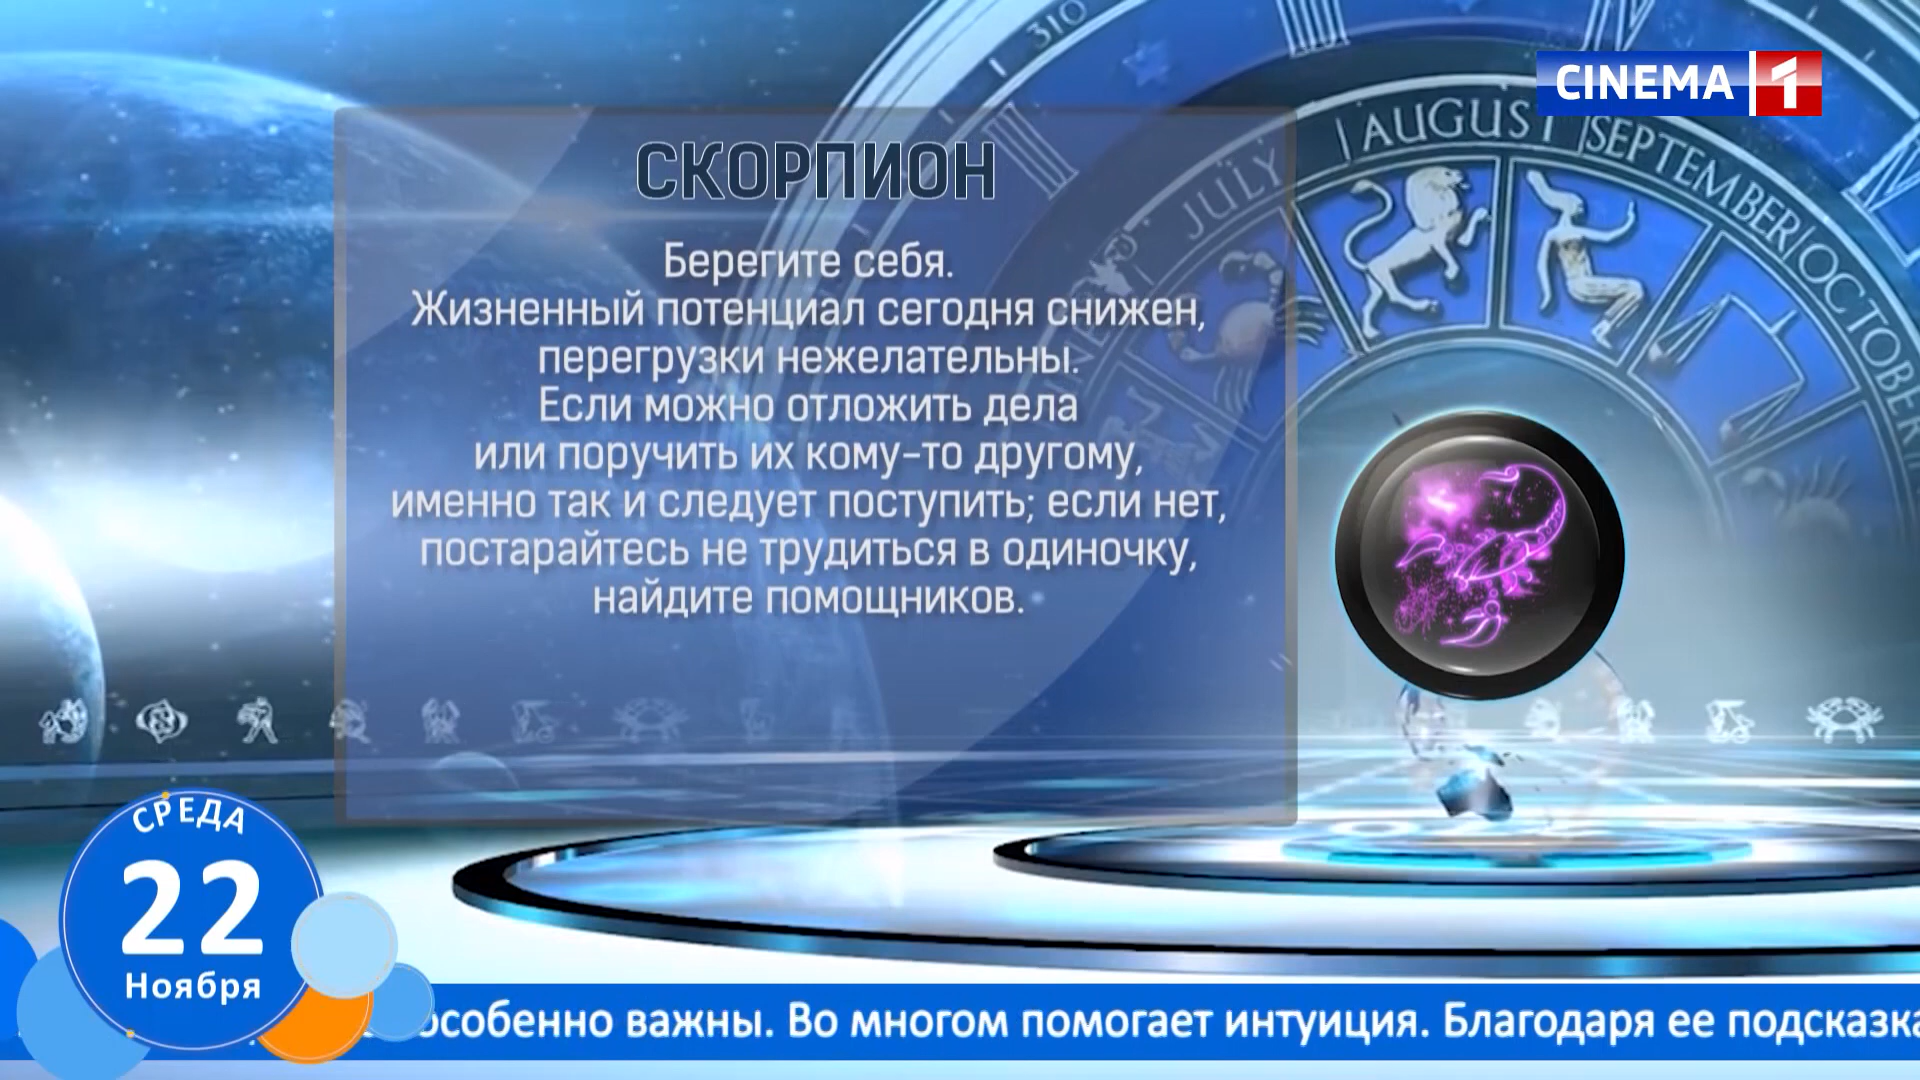 310
CINEMA 1
JULY
AUGUST
SEPTEMBER
OCTOBER
СКОРПИОН
Берегите себя.
Жизненный потенциал сегодня снижен,
перегрузки нежелательны.
Если можно отложить дела
или поручить их кому-то другому,
именно так и следует поступить; если нет,
постарайтесь не трудиться в одиночку,
найдите помощников.
СРЕДА
22
Ноября
особенно важны. Во многом помогает интуиция. Благодаря ее подсказка